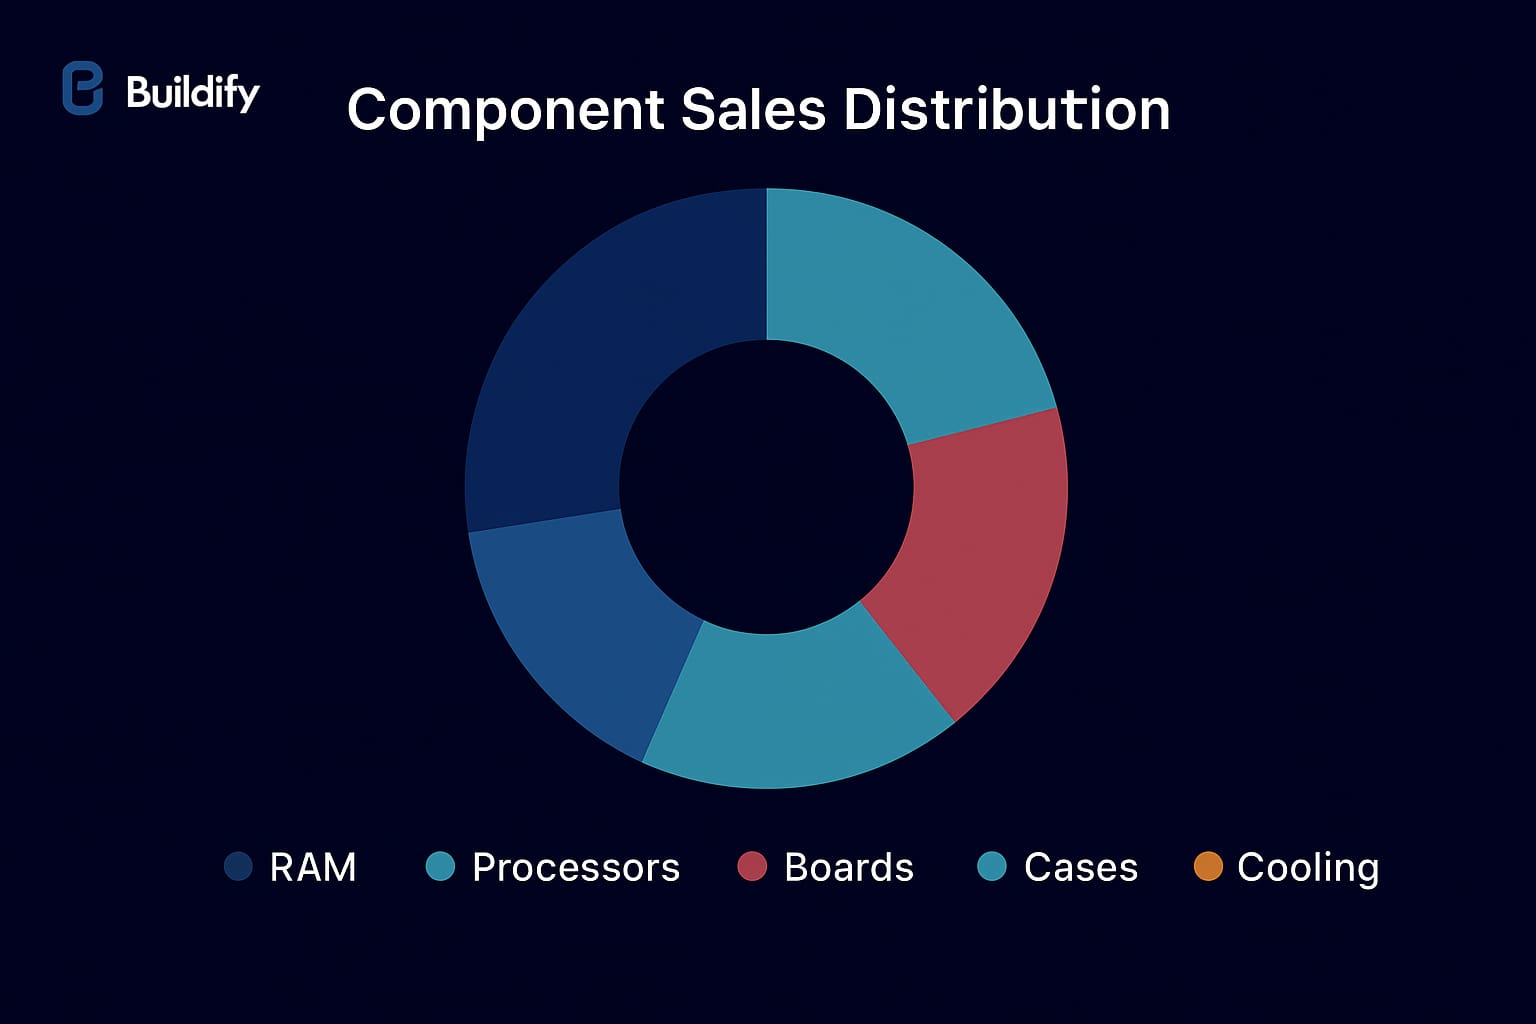 Buildify
Component Sales Distribution
RAM
Processors
Boards
Cases
Cooling